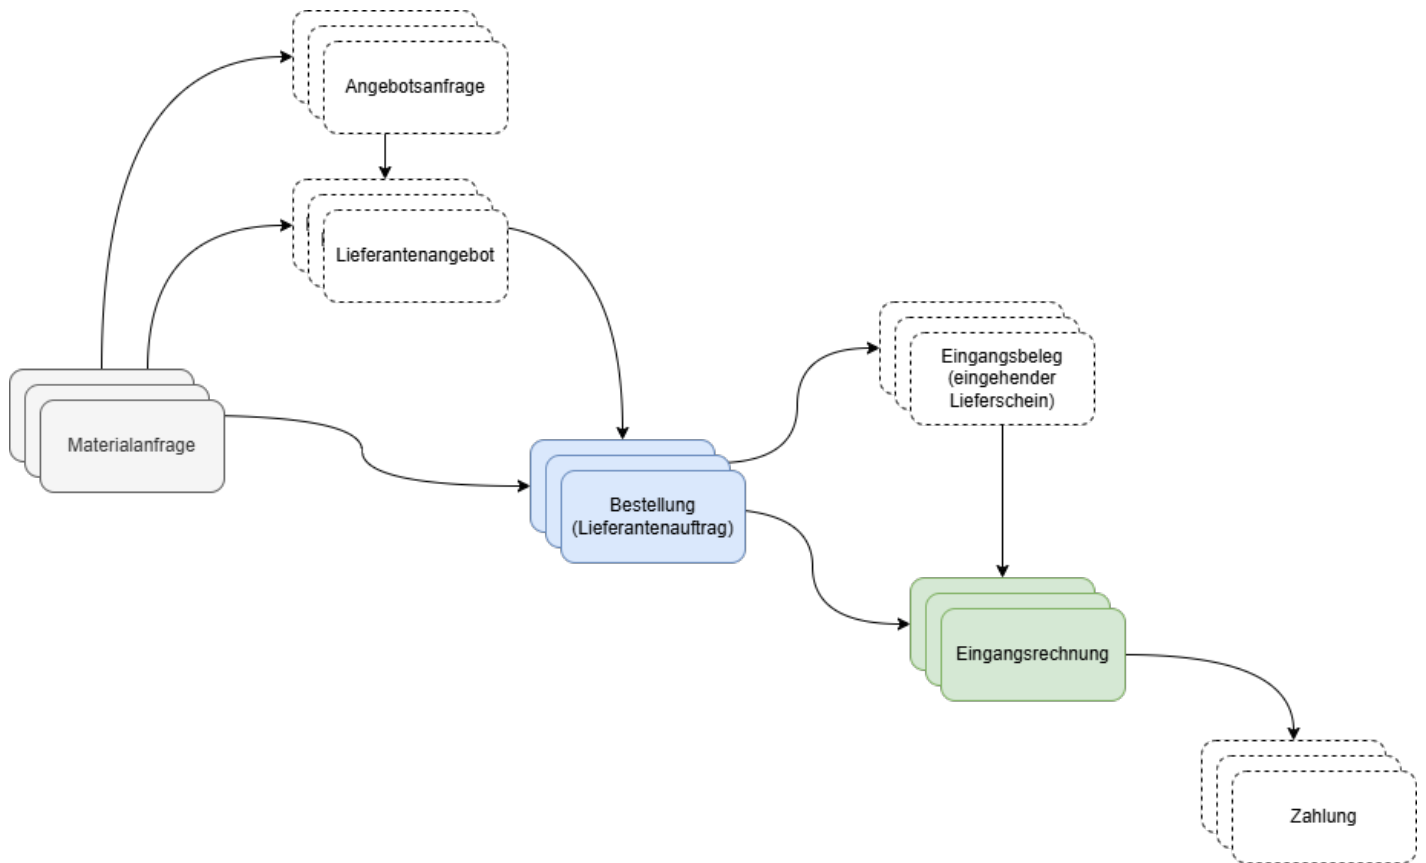 Angebotsanfrage
Lieferantenangebot
Eingangsbeleg
(eingehender
Lieferschein)
Materialanfrage
Bestellung
(Lieferantenauftrag)
Eingangsrechnung
Zahlung